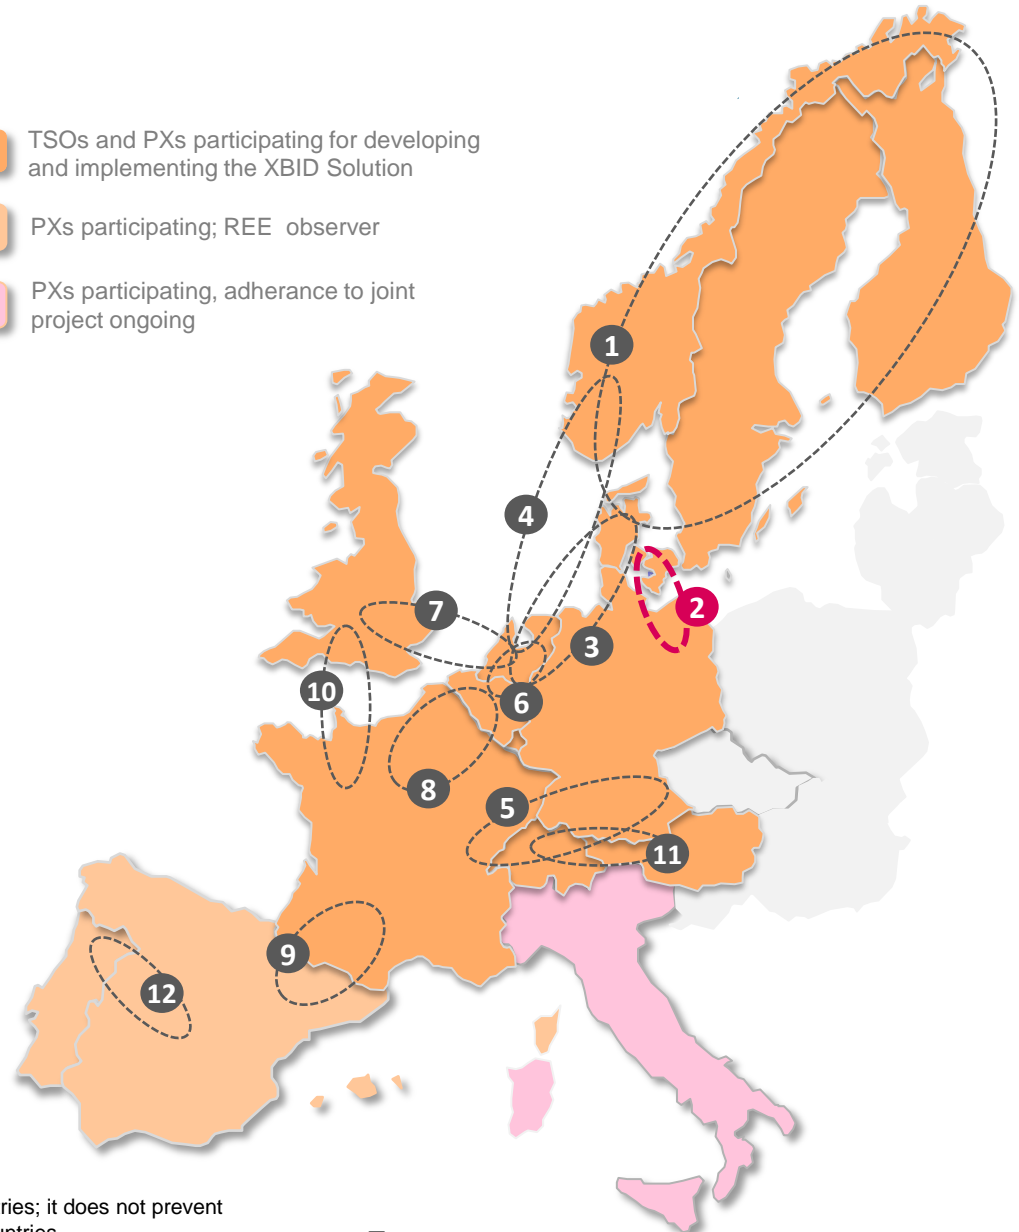 TSOs and PXs participating for developing
and implementing the XBID Solution
PXs participating; REE observer
PXs participating, adherance to joint
project ongoing
1
4
7
2
3
10
6
8
5
11
9
12
ries; it does not prevent